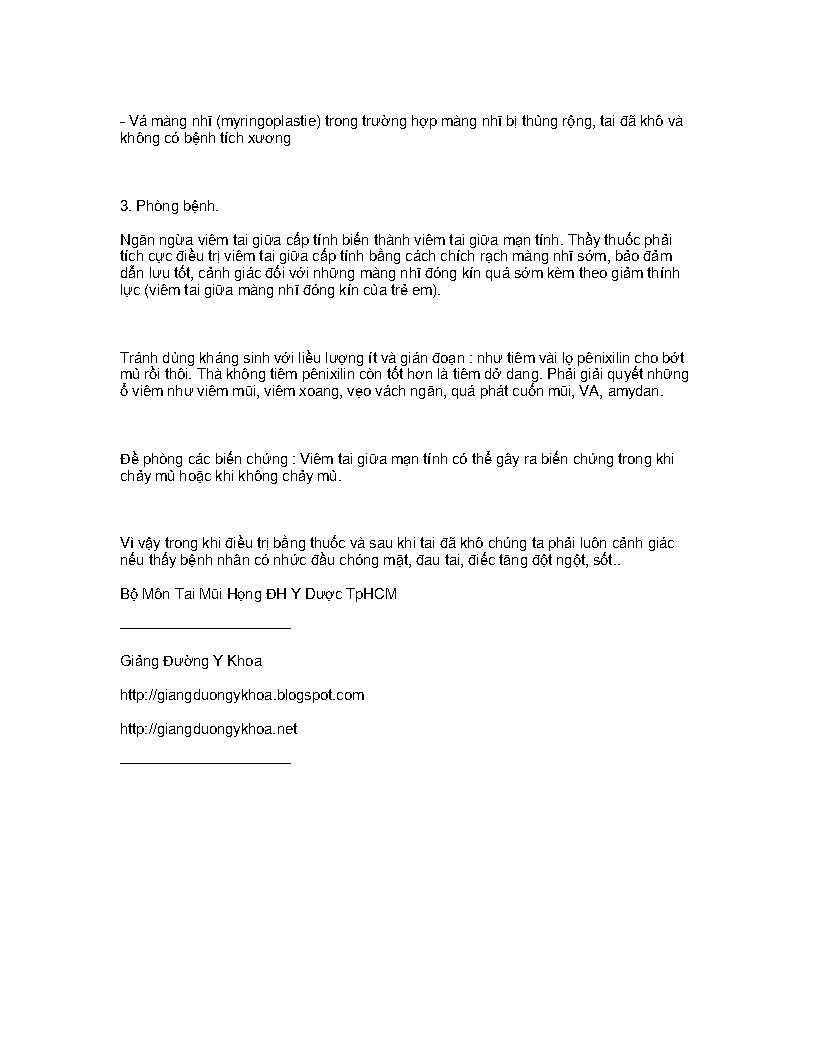 - Vá màng nhĩ (myringoplastie) trong trường hợp màng nhĩ bị thủng rộng, tai đã khô và
không có bệnh tích xương
3. Phòng bệnh.
Ngăn ngừa viêm tai giữa cấp tính biến thành viêm tai giữa mạn tính. Thầy thuốc phải
tích cực điều trị viêm tai giữa cấp tính bằng cách chích rạch màng nhĩ sớm, bảo đảm
dẫn lưu tốt, cảnh giác đối với những màng nhĩ đóng kín quá sớm kèm theo giảm thính
lực (viêm tai giữa màng nhĩ đóng kín của trẻ em).
Tránh dùng kháng sinh với liều lượng ít và gián đoạn : như tiêm vài lọ pênixilin cho bớt
mủ rồi thôi. Thà không tiêm pênixilin còn tốt hơn là tiêm dở dang. Phải giải quyết những
ổ viêm như viêm mũi, viêm xoang, vẹo vách ngăn, quá phát cuốn mũi, VA, amydan.
Đề phòng các biến chứng : Viêm tai giữa mạn tính có thể gây ra biến chứng trong khi
chảy mủ hoặc khi không chảy mủ.
Vì vậy trong khi điều trị bằng thuốc và sau khi tai đã khô chúng ta phải luôn cảnh giác
nếu thấy bệnh nhân có nhức đầu chóng mặt, đau tai, điếc tăng đột ngột, sốt..
Bộ Môn Tai Mũi Họng ĐH Y Dược TpHCM
Giảng Đường Y Khoa
http://giangduongykhoa.blogspot.com
http://giangduongykhoa.net